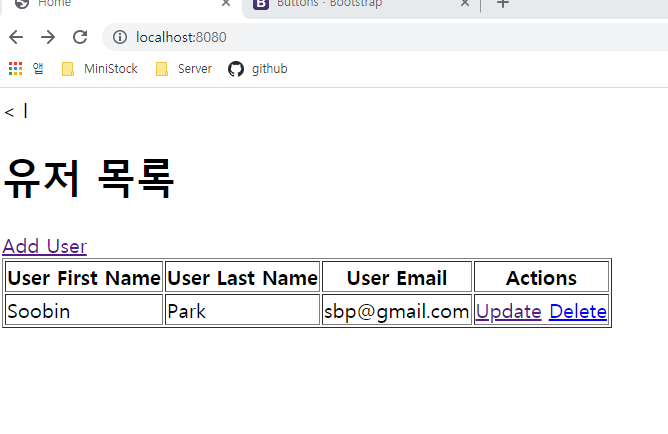 Home
Buttons · Bootstrap
localhost:8080
앱 MiniStock Server github
< |
유저 목록
Add User
User First Name User Last Name User Email Actions
Soobin Park sbp@gmail.com Update Delete